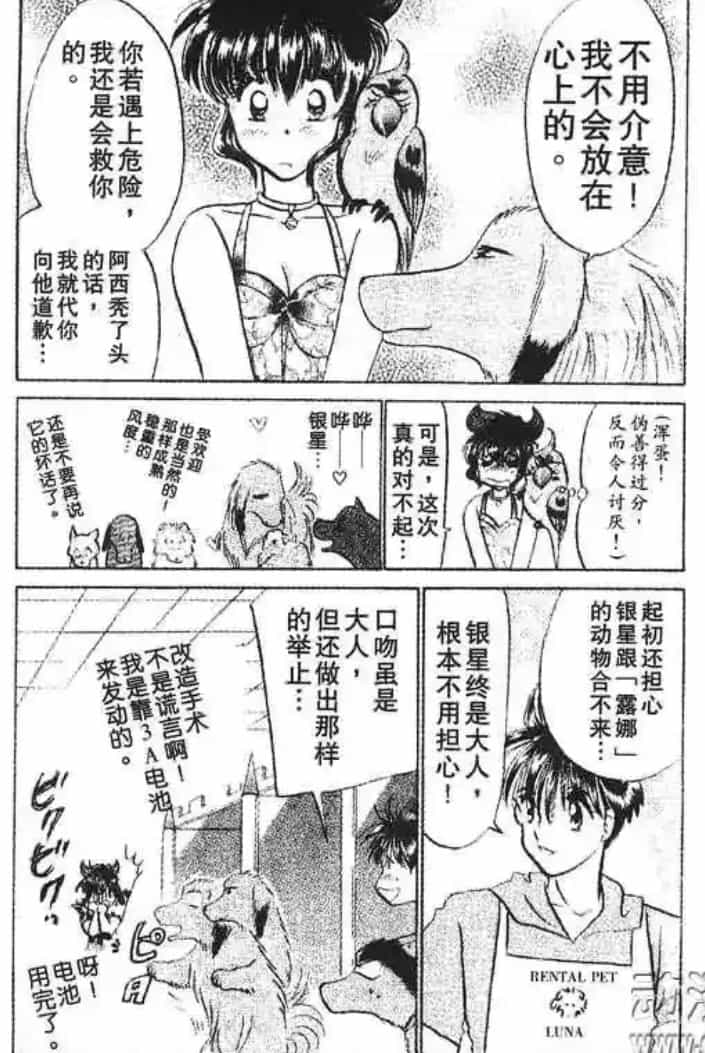 不用介意！
我不会放在
心上的。
你若遇上危险，
我还是会救你
的。
阿西秃了头
的话，
我就代你
向他道歉…
（浑蛋！
伪善得过分，
反而令人讨厌！）
可是，这次
真的对不起…
哗哗
银星…
受欢迎
也是当然的！
那样成熟
稳重的
风度…
还是不要再说
它的坏话了。
起初还担心
银星跟「露娜」
的动物合不来…
银星终是大人，
根本不用担心！
RENTAL PET
LUNA
口吻虽是
大人，
但还做出那样
的举止…
改造手术
不是谎言啊！
我是靠3A电池
来发动的。
ビクビクッ
ピタ
呀！
电池
用完了。